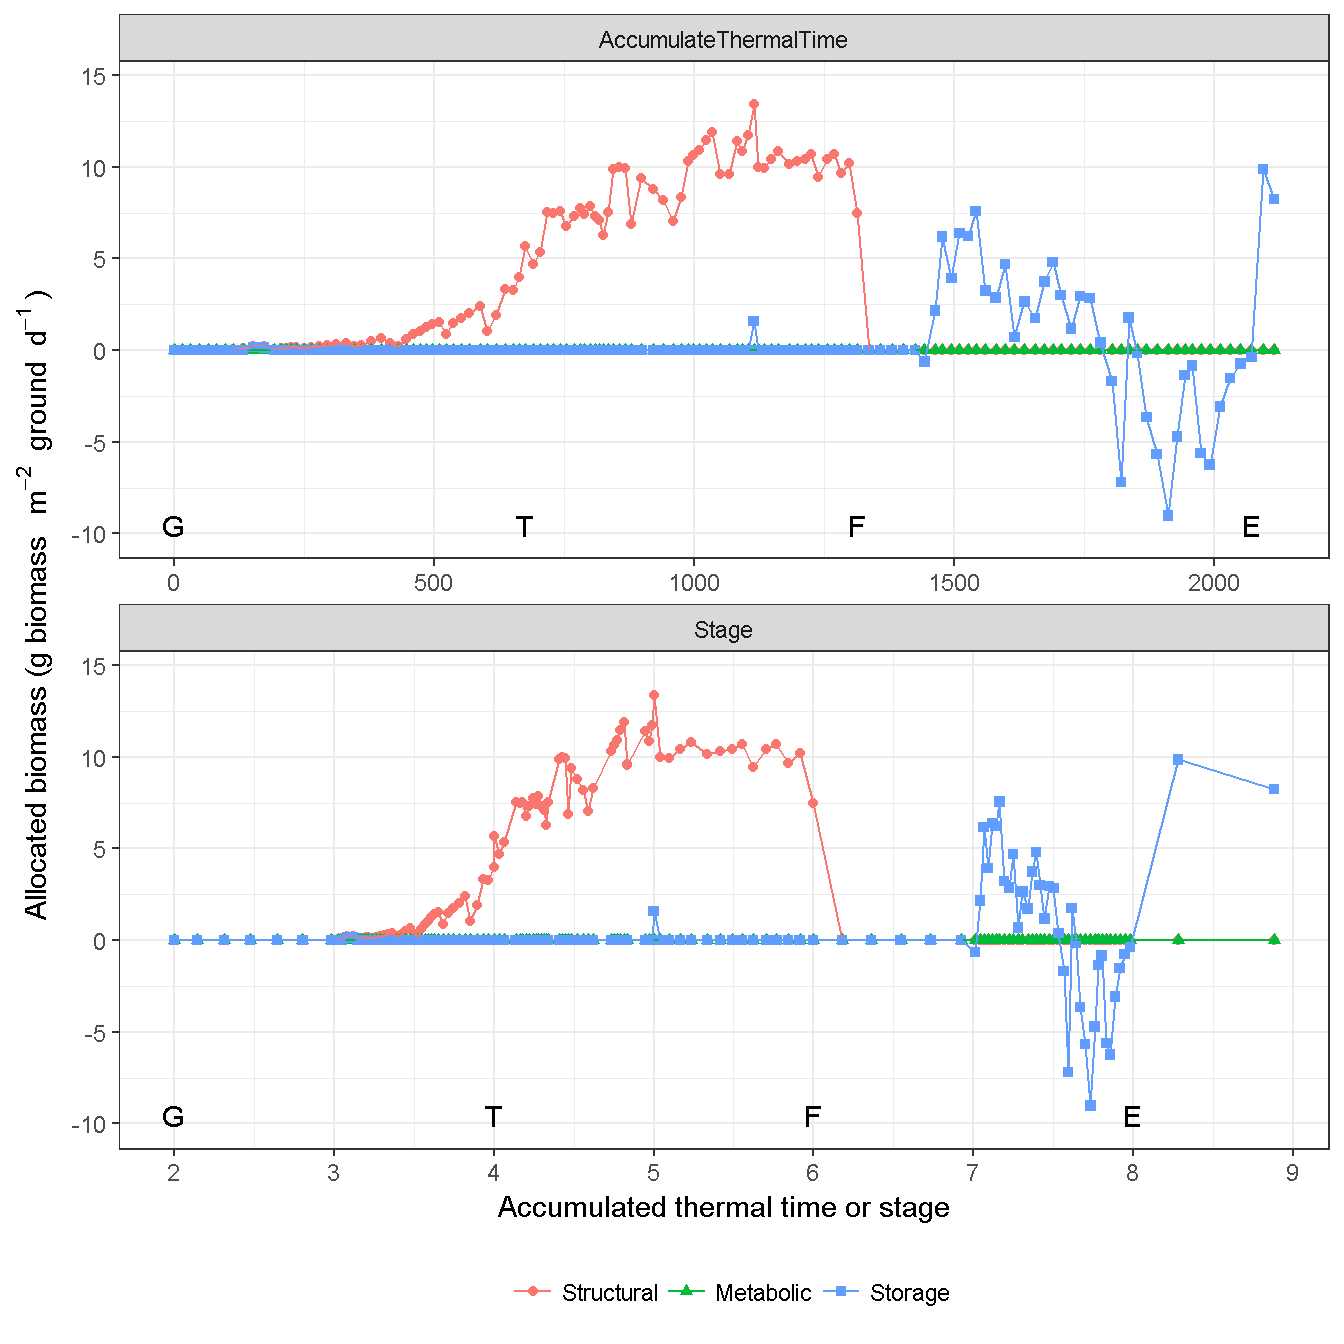 AccumulateThermalTime
15
10
5
0
-5
-10
G T F E
0 500 1000 1500 2000
Allocated biomass (g biomass m⁻² ground d⁻¹ )
Stage
15
10
5
0
-5
-10
G T F E
2 3 4 5 6 7 8 9
Accumulated thermal time or stage
Structural Metabolic Storage